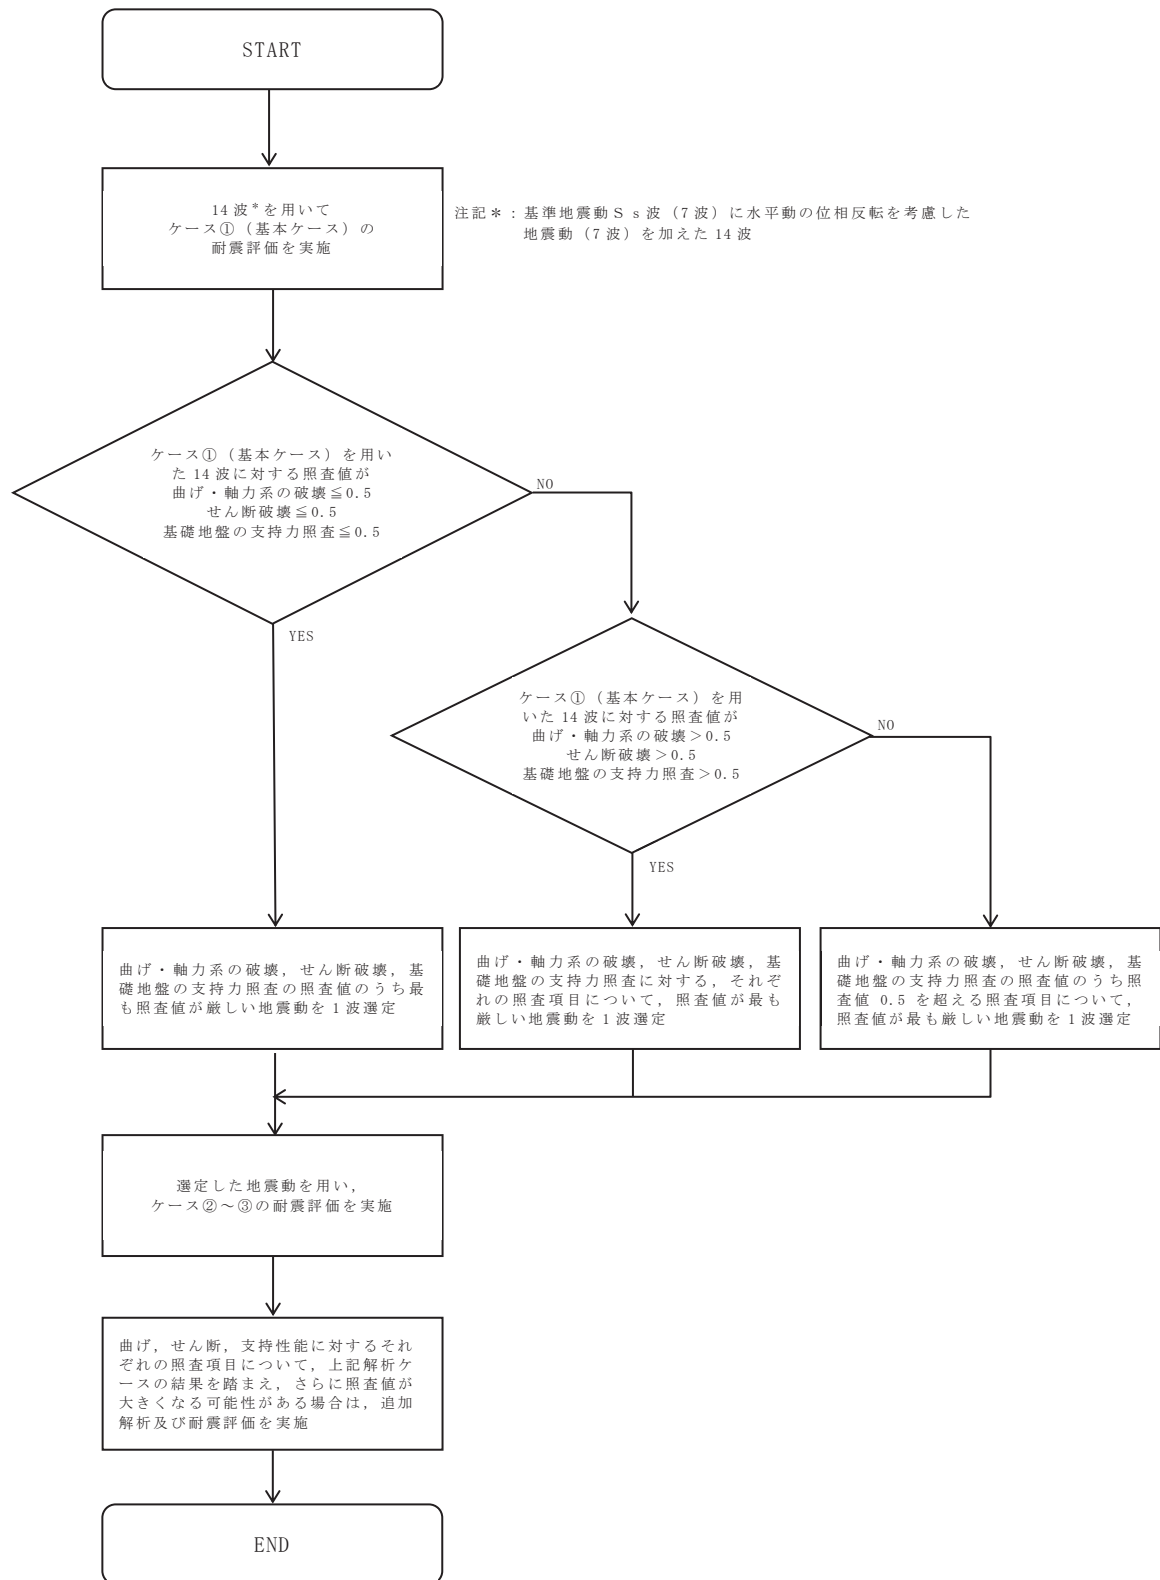 START
14波*を用いて
ケース①（基本ケース）の
耐震評価を実施
注記＊：基準地震動Ｓｓ波（7波）に水平動の位相反転を考慮した
地震動（7波）を加えた14波
ケース①（基本ケース）を用い
た14波に対する照査値が
曲げ・軸力系の破壊≦0.5
せん断破壊≦0.5
基礎地盤の支持力照査≦0.5
NO
YES
ケース①（基本ケース）を用
いた14波に対する照査値が
曲げ・軸力系の破壊＞0.5
せん断破壊＞0.5
基礎地盤の支持力照査＞0.5
NO
YES
曲げ・軸力系の破壊，せん断破壊，基
礎地盤の支持力照査の照査値のうち最
も照査値が厳しい地震動を1波選定
曲げ・軸力系の破壊，せん断破壊，基
礎地盤の支持力照査に対する，それぞ
れの照査項目について，照査値が最も
厳しい地震動を1波選定
曲げ・軸力系の破壊，せん断破壊，基
礎地盤の支持力照査の照査値のうち照
査値 0.5 を超える照査項目について，
照査値が最も厳しい地震動を1波選定
選定した地震動を用い，
ケース②～③の耐震評価を実施
曲げ，せん断，支持性能に対するそれ
ぞれの照査項目について，上記解析ケ
ースの結果を踏まえ，さらに照査値が
大きくなる可能性がある場合は，追加
解析及び耐震評価を実施
END